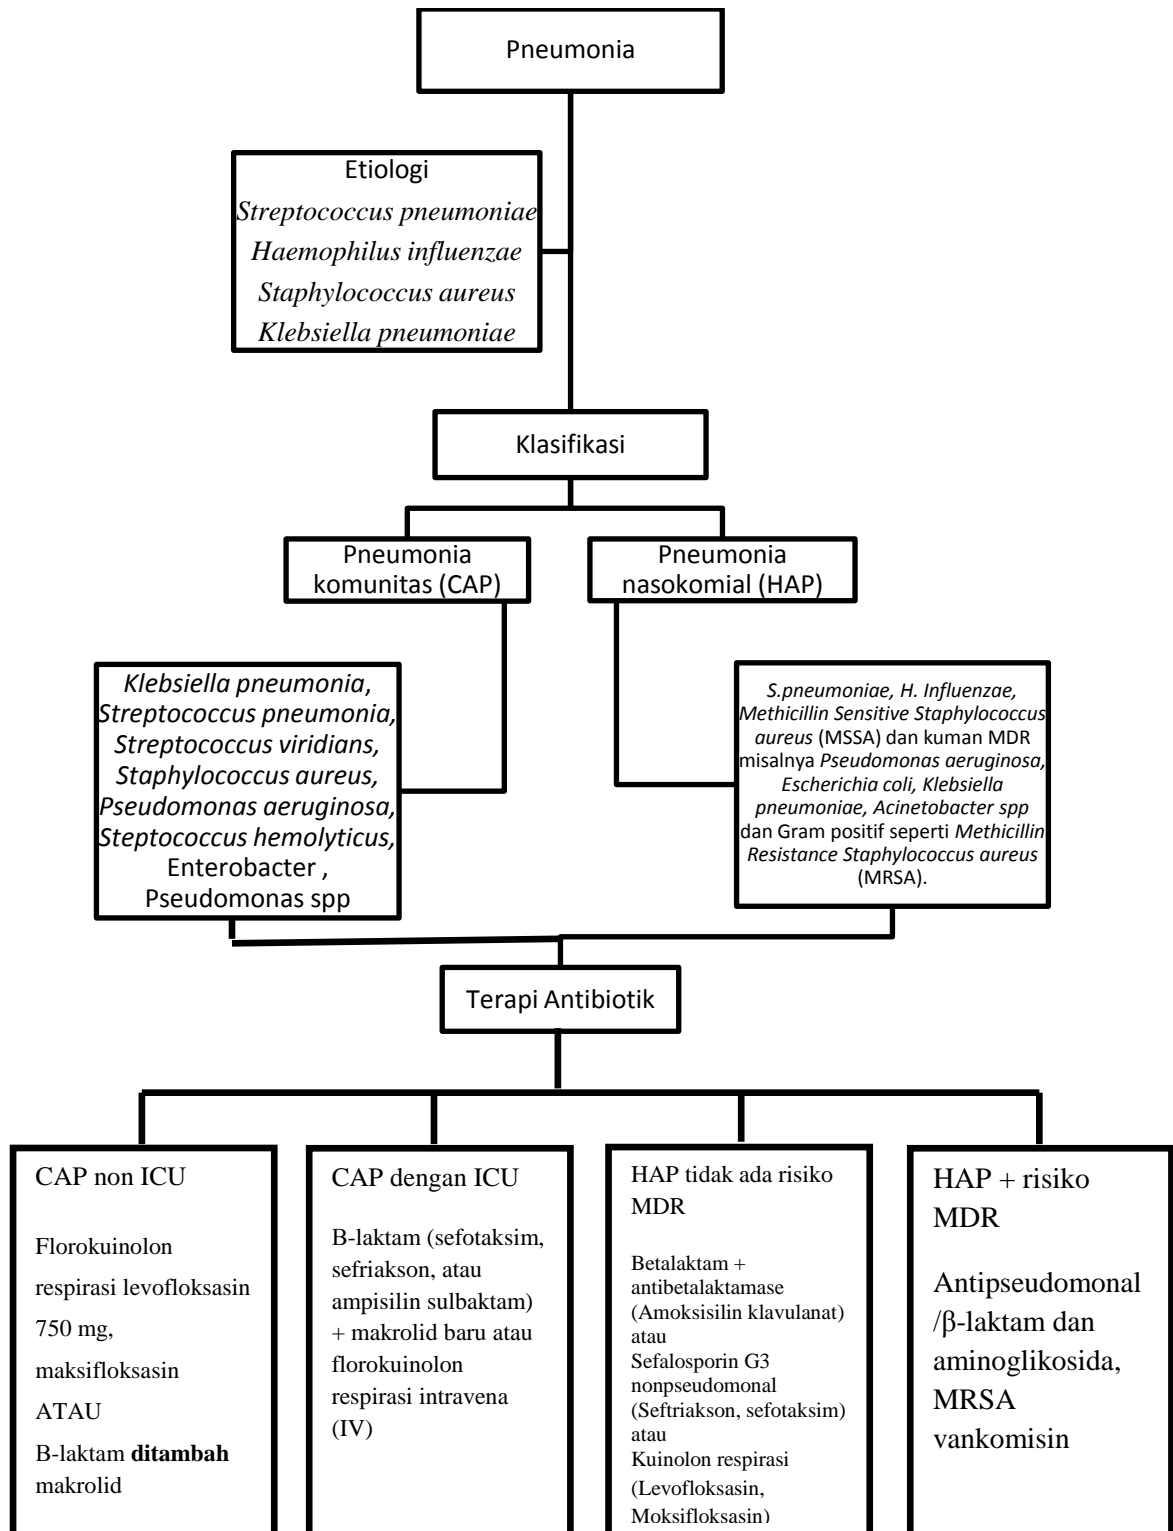 Pneumonia
Etiologi
Streptococcus pneumoniae
Haemophilus influenzae
Staphylococcus aureus
Klebsiella pneumoniae
Klasifikasi
Pneumonia
komunitas (CAP)
Pneumonia
nasokomial (HAP)
Klebsiella pneumonia,
Streptococcus pneumonia,
Streptococcus viridians,
Staphylococcus aureus,
Pseudomonas aeruginosa,
Steptococcus hemolyticus,
Enterobacter ,
Pseudomonas spp
S.pneumoniae, H. Influenzae,
Methicillin Sensitive Staphylococcus
aureus (MSSA) dan kuman MDR
misalnya Pseudomonas aeruginosa,
Escherichia coli, Klebsiella
pneumoniae, Acinetobacter spp
dan Gram positif seperti Methicillin
Resistance Staphylococcus aureus
(MRSA).
Terapi Antibiotik
CAP non ICU
Florokuinolon
respirasi levofloksasin
750 mg,
maksifloksasin
ATAU
B-laktam ditambah
makrolid
CAP dengan ICU
B-laktam (sefotaksim,
sefriakson, atau
ampisilin sulbaktam)
+ makrolid baru atau
florokuinolon
respirasi intravena
(IV)
HAP tidak ada risiko
MDR
Betalaktam +
antibetalaktamase
(Amoksisilin klavulanat)
atau
Sefalosporin G3
nonpseudomonal
(Seftriakson, sefotaksim)
atau
Kuinolon respirasi
(Levofloksasin,
Moksifloksasin)
HAP + risiko
MDR
Antipseudomonal
/β-laktam dan
aminoglikosida,
MRSA
vankomisin